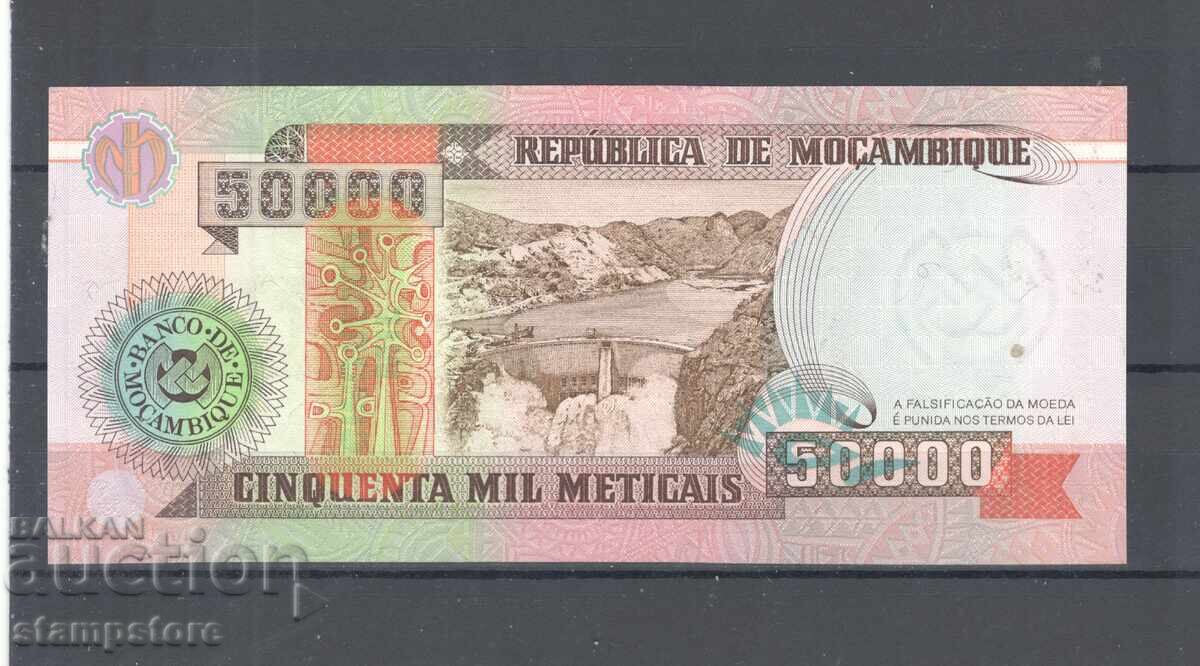 REPÚBLICA DE MOÇAMBIQUE
50000
BANCO DE MOÇAMBIQUE
A FALSIFICAÇÃO DA MOEDA
É PUNIDA NOS TERMOS DA LEI
50000
CINQUENTA MIL METICAIS
BALKAN
auction
stampstore